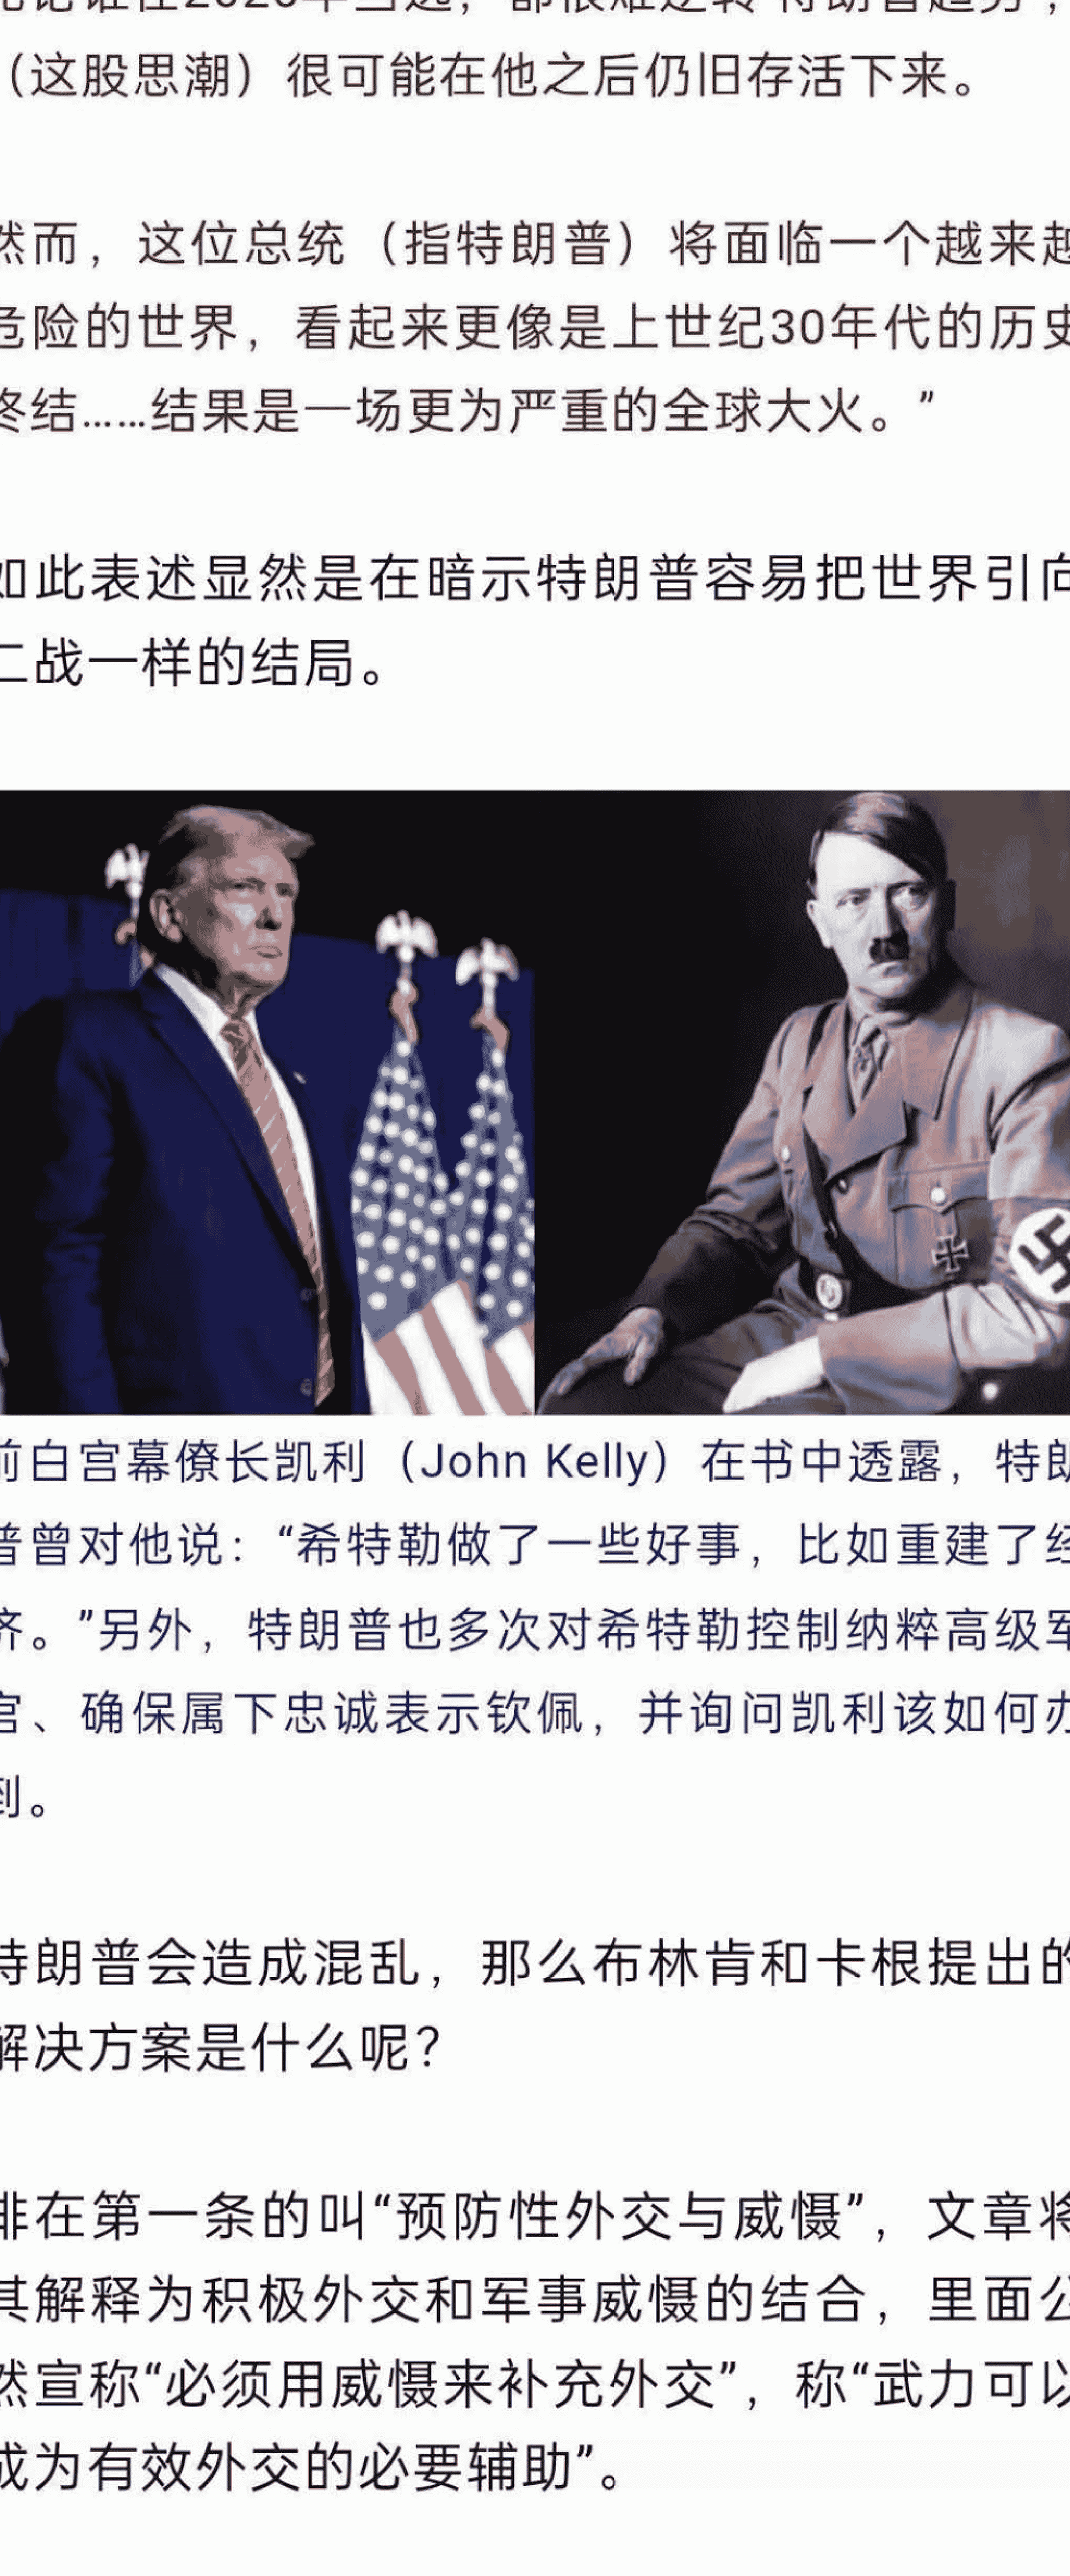 （这股思潮）很可能在他之后仍旧存活下来。
然而，这位总统（指特朗普）将面临一个越来越
危险的世界，看起来更像是上世纪30年代的历史
终结……结果是一场更为严重的全球大火。”
如此表述显然是在暗示特朗普容易把世界引向
二战一样的结局。
前白宫幕僚长凯利（John Kelly）在书中透露，特朗
普曾对他说：“希特勒做了一些好事，比如重建了经
济。”另外，特朗普也多次对希特勒控制纳粹高级军
官、确保属下忠诚表示钦佩，并询问凯利该如何办
到。
特朗普会造成混乱，那么布林肯和卡根提出的
解决方案是什么呢？
排在第一条的叫“预防性外交与威慑”，文章将
其解释为积极外交和军事威慑的结合，里面公
然宣称“必须用威慑来补充外交”，称“武力可以
成为有效外交的必要辅助”。